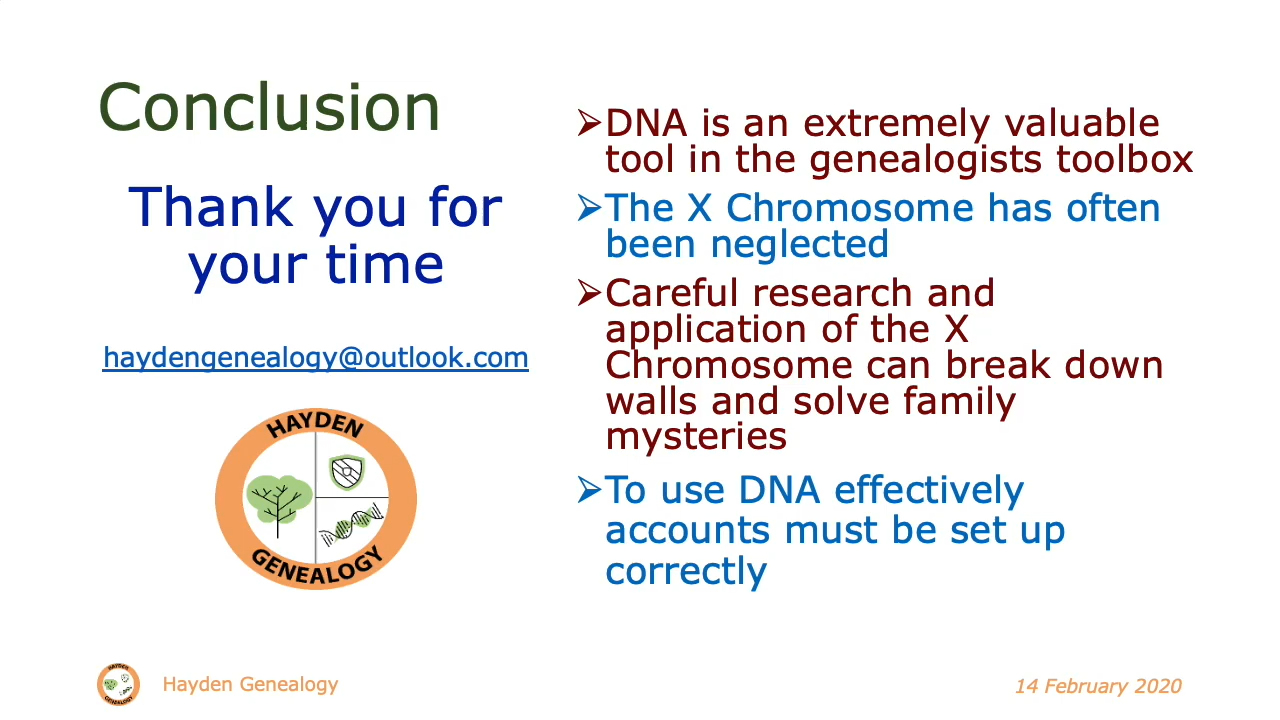 Conclusion
Thank you for
your time
haydengenealogy@outlook.com
HAYDEN
GENEALOGY
➢DNA is an extremely valuable
tool in the genealogists toolbox
➢The X Chromosome has often
been neglected
➢Careful research and
application of the X
Chromosome can break down
walls and solve family
mysteries
➢To use DNA effectively
accounts must be set up
correctly
HAYDEN
GENEALOGY
Hayden Genealogy
14 February 2020